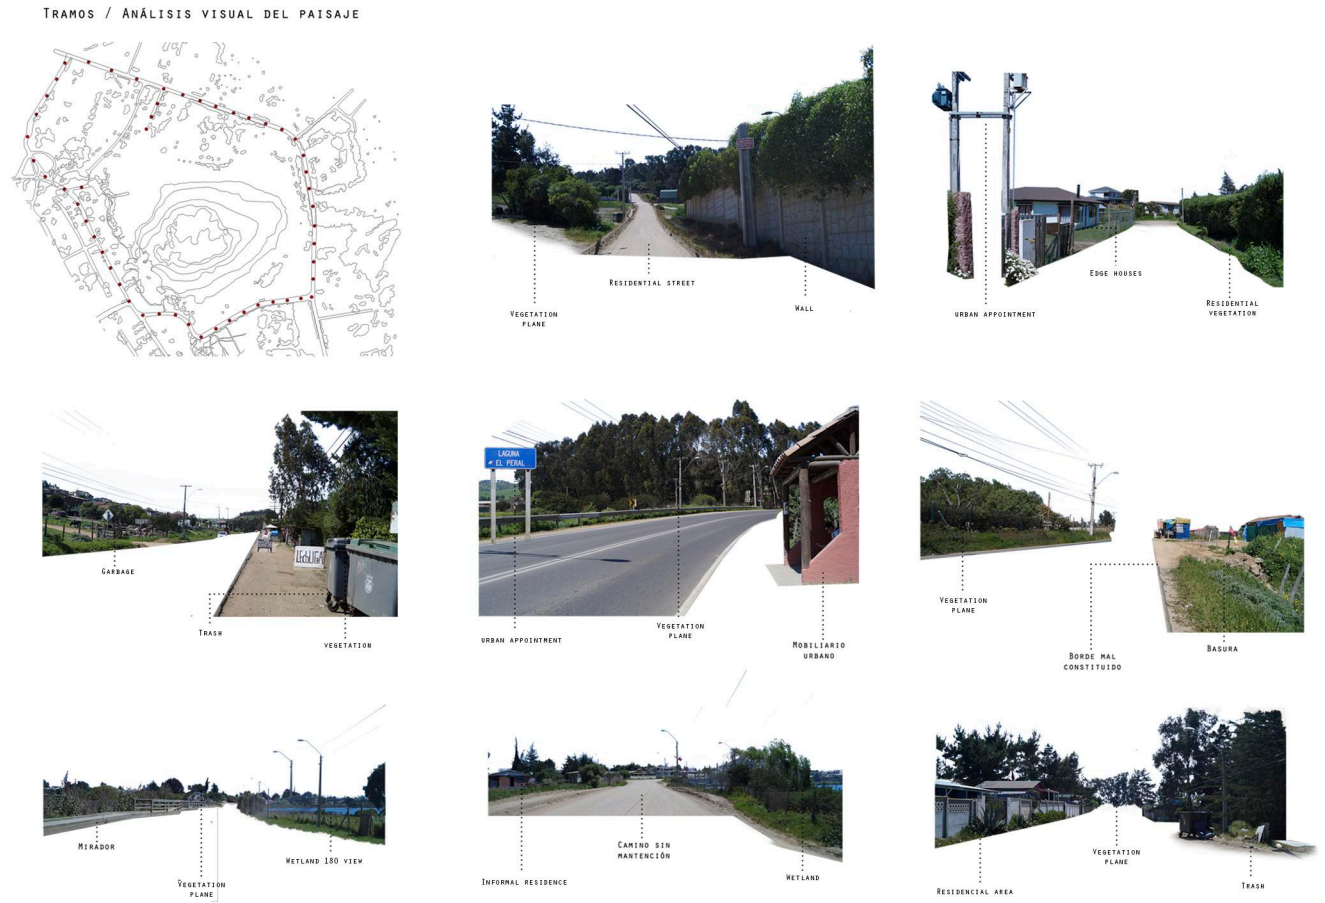 Tramos / Análisis visual del paisaje
Residential street
Vegetation
plane
Wall
Edge houses
urban appointment
Residential
vegetation
LEÑA LIGA
Garbage
Trash
vegetation
LAGUNA
EL PERAL
urban appointment
Vegetation
plane
Mobiliario
urbano
Vegetation
plane
Borde mal
constituido
Basura
Mirador
Vegetation
plane
Wetland 180 view
Informal residence
Camino sin
mantención
Wetland
Residencial area
Vegetation
plane
Trash